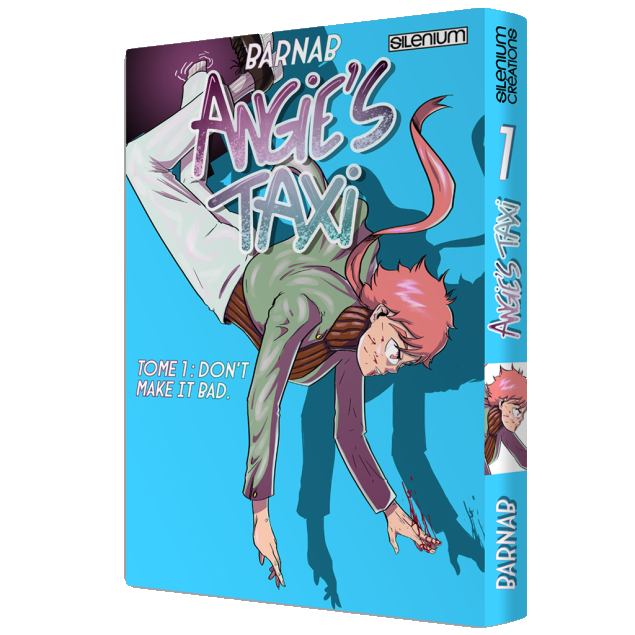 BARNAB
SILENIUM
ANGiE'S
TAXi
TOME 1 : DON'T
MAKE IT BAD.
SILENIUM
CREATIONS
1
ANGiE'S TAXi
BARNAB